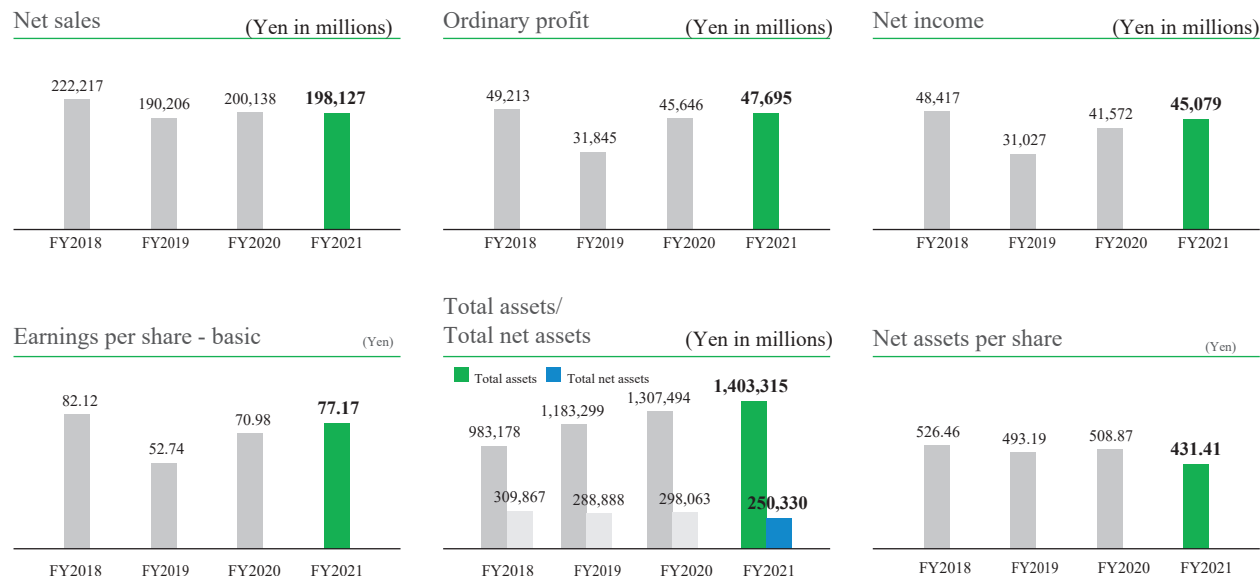 Net sales
(Yen in millions)
222,217
190,206
200,138
198,127
FY2018
FY2019
FY2020
FY2021
Ordinary profit
(Yen in millions)
49,213
31,845
45,646
47,695
FY2018
FY2019
FY2020
FY2021
Net income
(Yen in millions)
48,417
31,027
41,572
45,079
FY2018
FY2019
FY2020
FY2021
Earnings per share - basic
(Yen)
82.12
52.74
70.98
77.17
FY2018
FY2019
FY2020
FY2021
Total assets/
Total net assets
(Yen in millions)
Total assets
Total net assets
983,178
1,183,299
1,307,494
1,403,315
309,867
288,888
298,063
250,330
FY2018
FY2019
FY2020
FY2021
Net assets per share
(Yen)
526.46
493.19
508.87
431.41
FY2018
FY2019
FY2020
FY2021